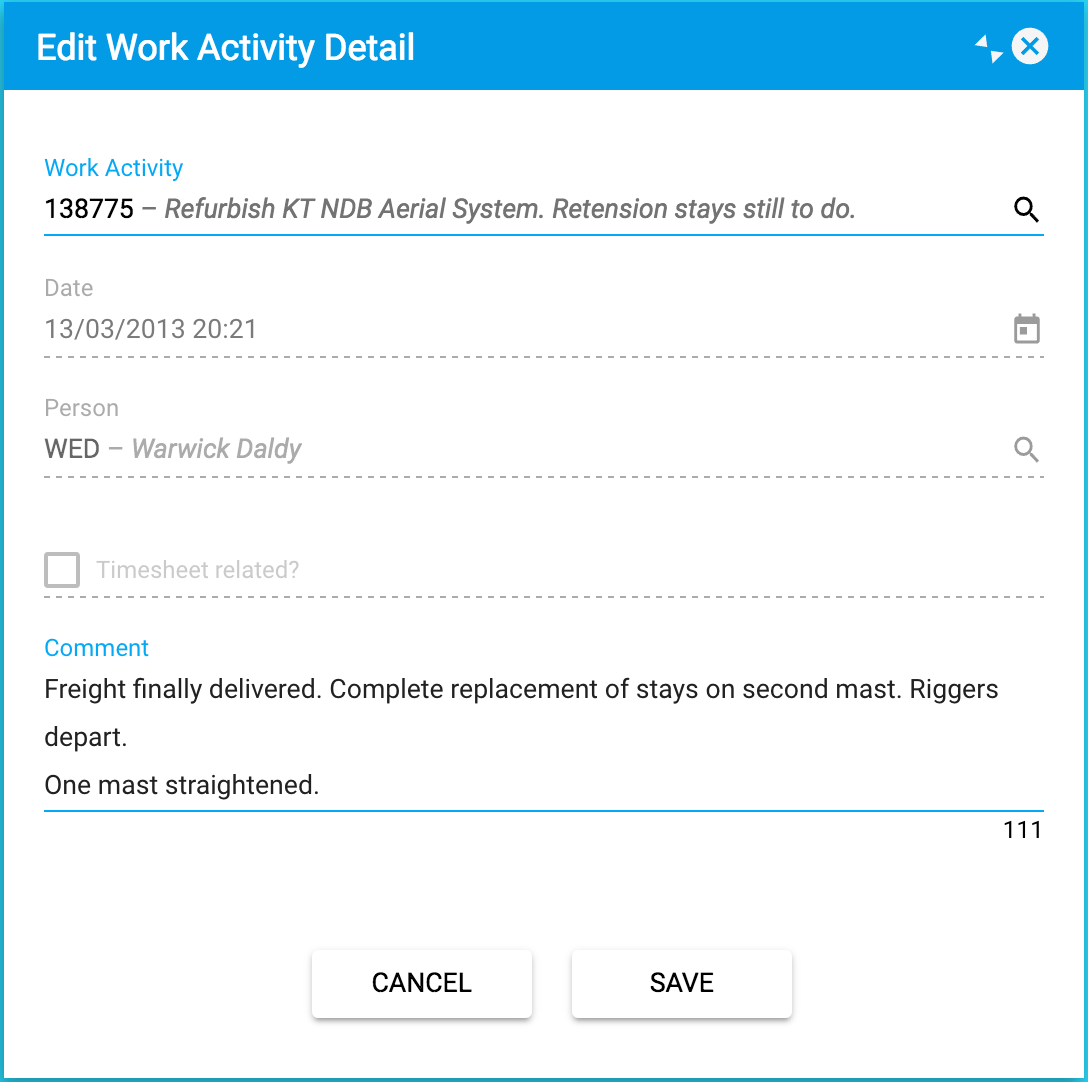 Edit Work Activity Detail
Work Activity
138775 – Refurbish KT NDB Aerial System. Retension stays still to do.
Date
13/03/2013 20:21
Person
WED – Warwick Daldy
Timesheet related?
Comment
Freight finally delivered. Complete replacement of stays on second mast. Riggers
depart.
One mast straightened.
111
CANCEL SAVE